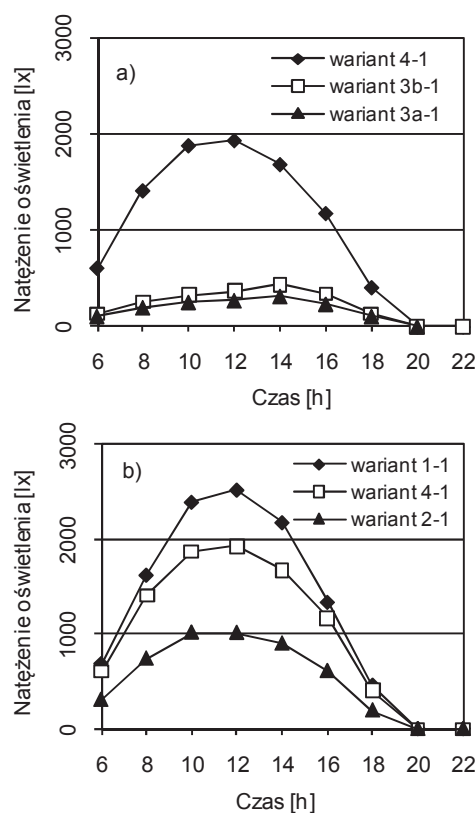 a)
wariant 4-1
wariant 3b-1
wariant 3a-1
Natężenie oświetlenia [lx]
3000
2000
1000
0
6 8 10 12 14 16 18 20 22
Czas [h]
b)
wariant 1-1
wariant 4-1
wariant 2-1
Natężenie oświetlenia [lx]
3000
2000
1000
0
6 8 10 12 14 16 18 20 22
Czas [h]